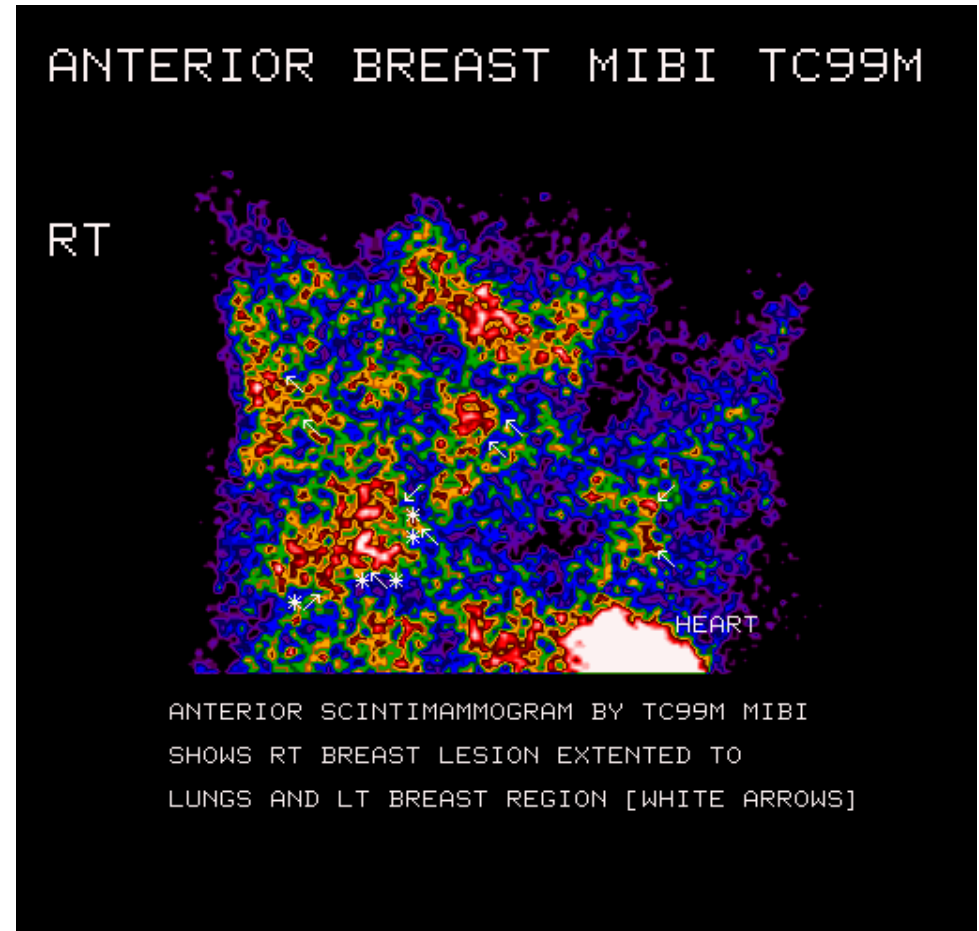 ANTERIOR BREAST MIBI TC99M
RT
* *
* * * *
HEART
ANTERIOR SCINTIMAMMOGRAM BY TC99M MIBI
SHOWS RT BREAST LESION EXTENTED TO
LUNGS AND LT BREAST REGION [WHITE ARROWS]